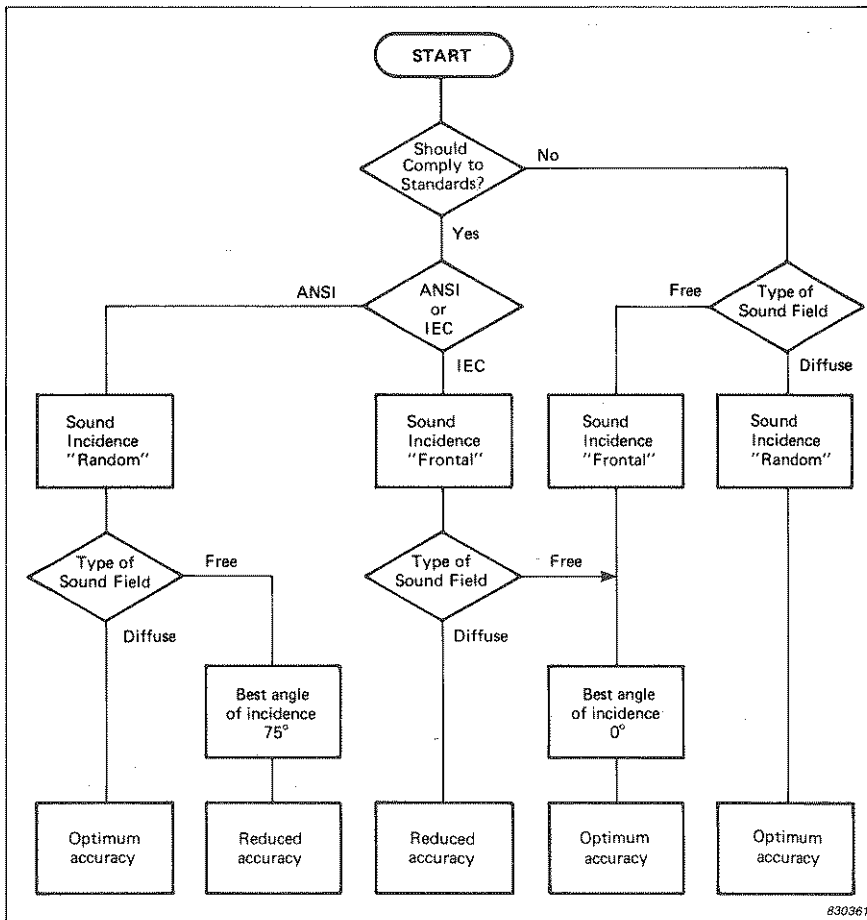 START
Should
Comply to
Standards?
No
Yes
ANSI
ANSI
or
IEC
Free
Type of
Sound Field
IEC
Diffuse
Sound
Incidence
"Random"
Sound
Incidence
"Frontal"
Sound
Incidence
"Frontal"
Sound
Incidence
"Random"
Type of
Sound Field
Free
Diffuse
Type of
Sound Field
Free
Diffuse
Best angle
of incidence
75°
Best angle
of incidence
0°
Optimum
accuracy
Reduced
accuracy
Reduced
accuracy
Optimum
accuracy
Optimum
accuracy
830361